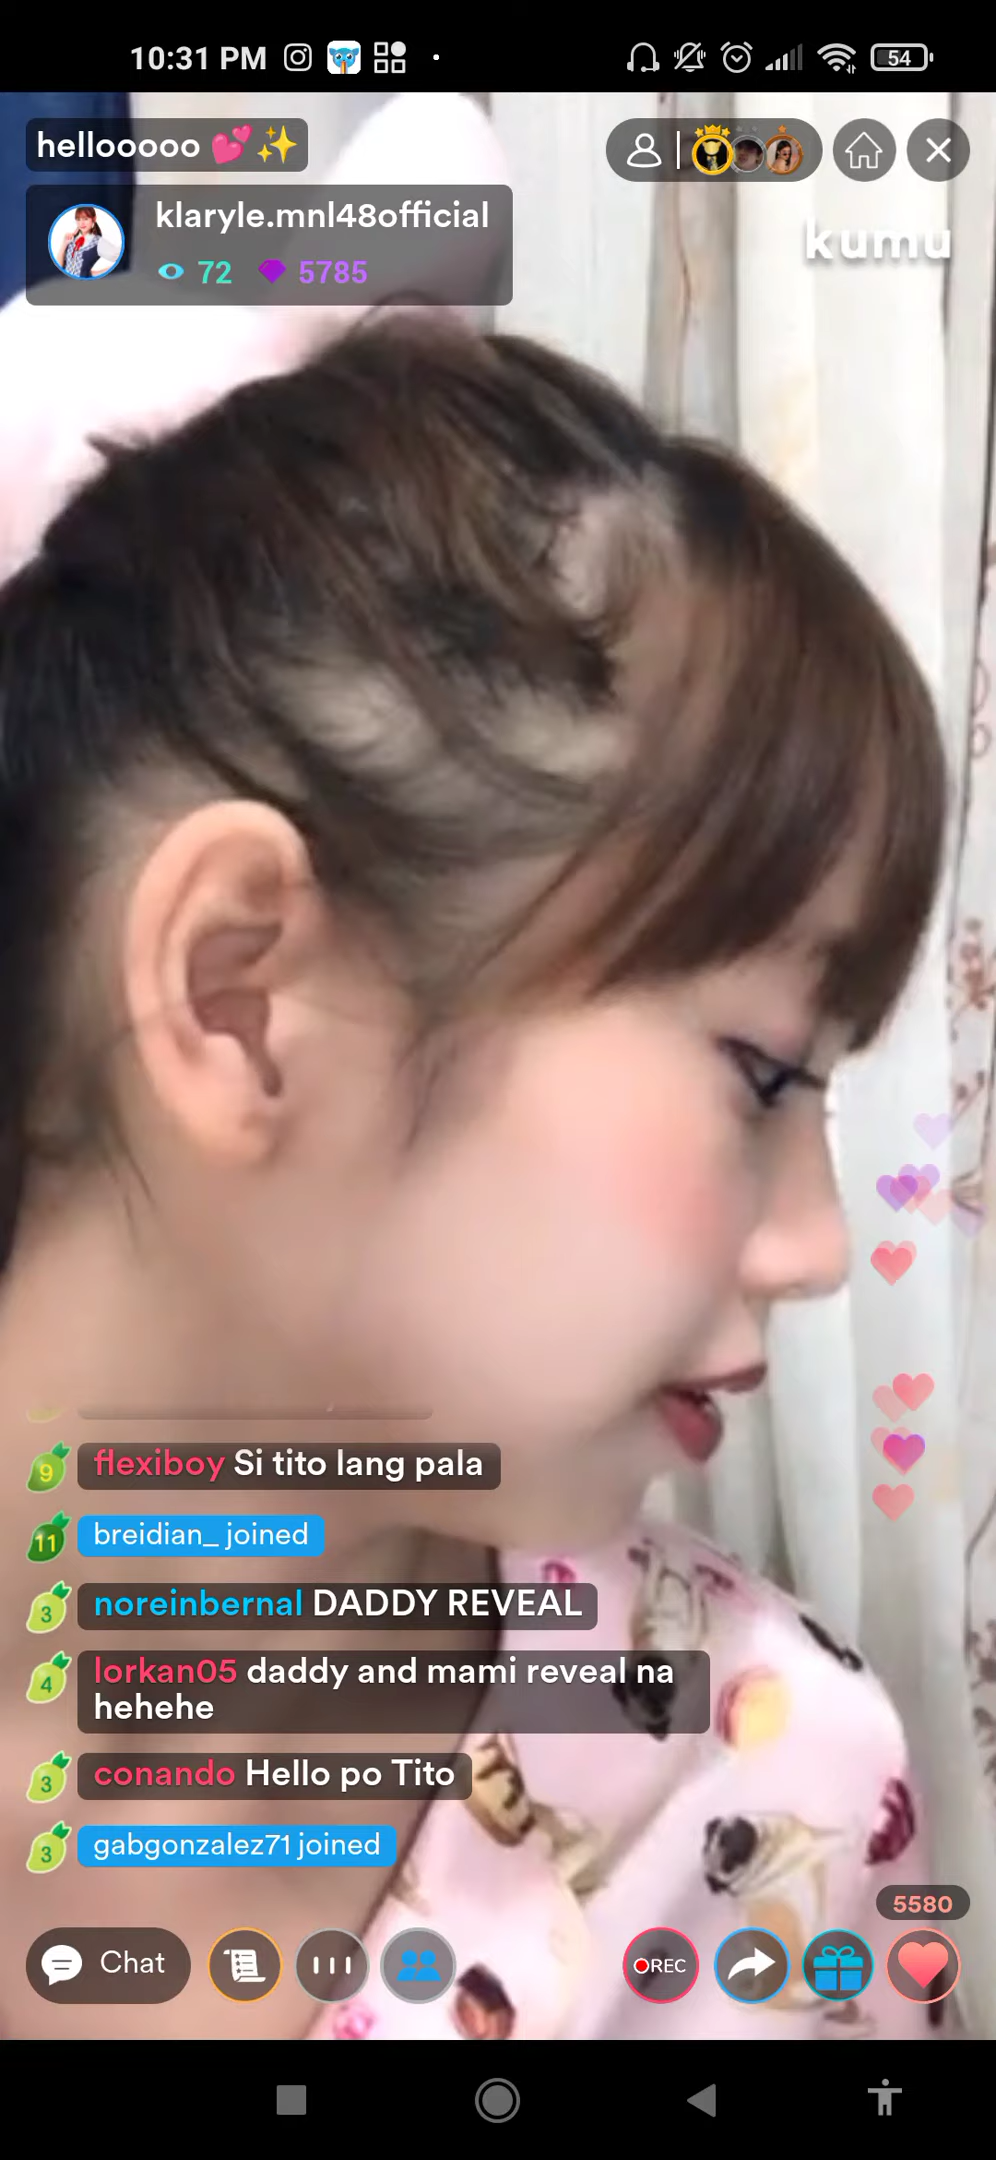 10:31 PM
54
hellooooo 💕✨
klaryle.mnl48official
72 5785
kumu
9 flexiboy Si tito lang pala
11 breidian_ joined
3 noreinbernal DADDY REVEAL
4 lorkan05 daddy and mami reveal na
hehehe
3 conando Hello po Tito
3 gabgonzalez71 joined
5580
Chat
REC